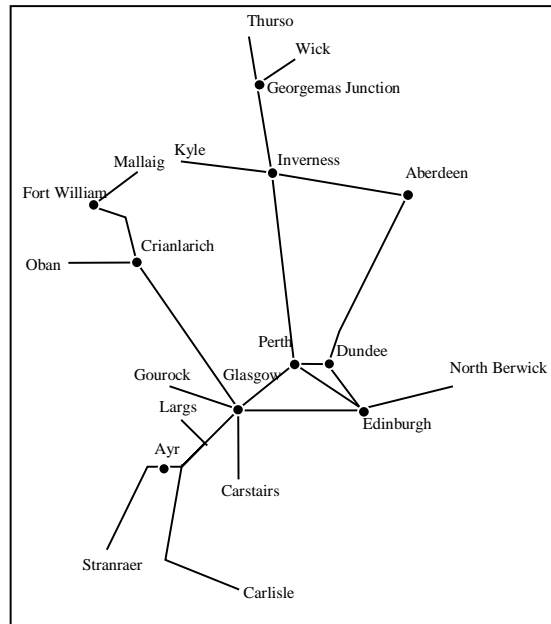 Thurso
Wick
Georgemas Junction
Kyle
Inverness
Mallaig
Aberdeen
Fort William
Crianlarich
Oban
Perth
Dundee
Gourock
Glasgow
North Berwick
Largs
Edinburgh
Ayr
Carstairs
Stranraer
Carlisle